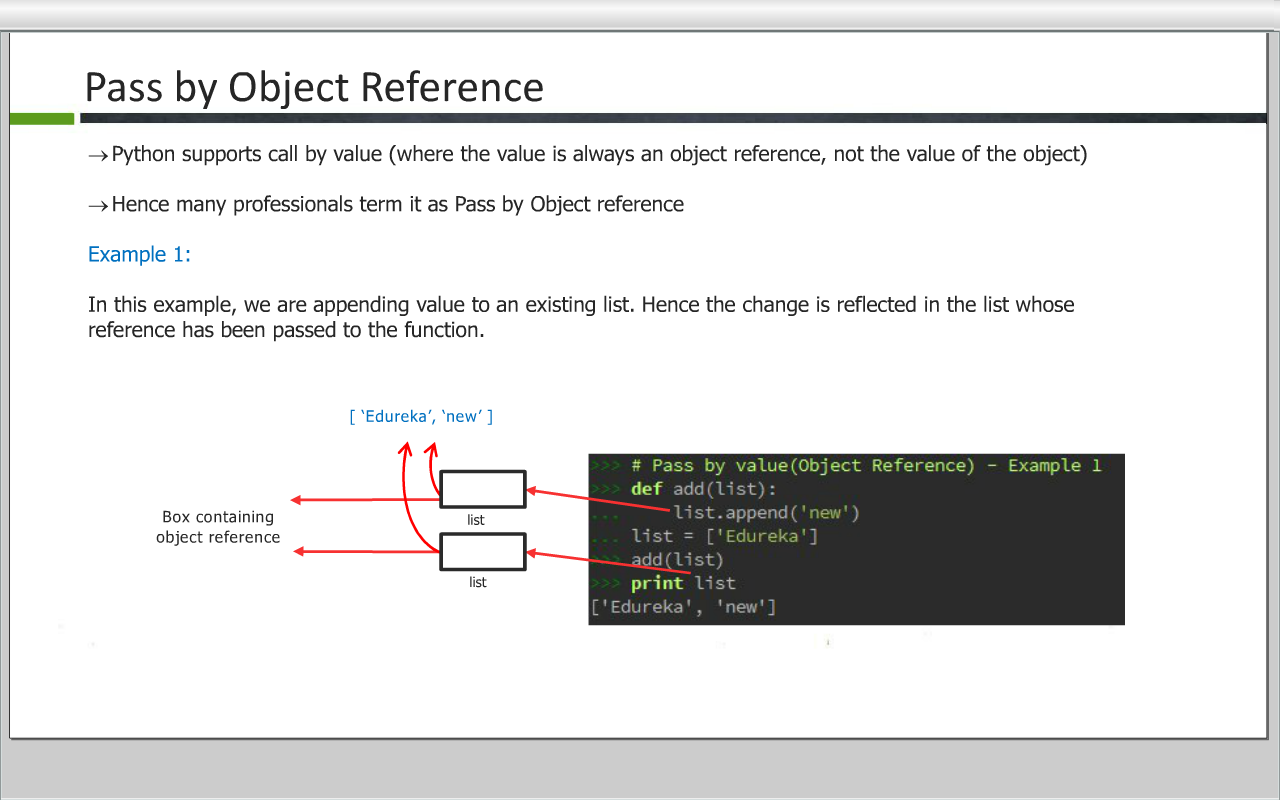 Pass by Object Reference
→Python supports call by value (where the value is always an object reference, not the value of the object)
→Hence many professionals term it as Pass by Object reference
Example 1:
In this example, we are appending value to an existing list. Hence the change is reflected in the list whose
reference has been passed to the function.
[ ‘Edureka’, ‘new’ ]
Box containing
object reference
list
list
>>> # Pass by value(Object Reference) - Example 1
>>> def add(list):
...     list.append('new')
... list = ['Edureka']
>>> add(list)
>>> print list
['Edureka', 'new']